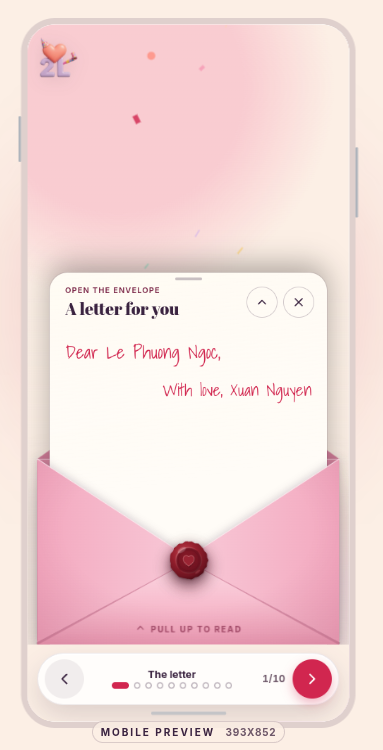 2L
OPEN THE ENVELOPE
A letter for you
Dear Le Phuong Ngoc,
With love, Xuan Nguyen
PULL UP TO READ
The letter
1/10
MOBILE PREVIEW 393X852